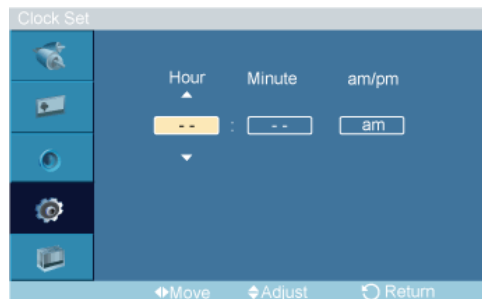 Clock Set
Hour Minute am/pm
-- : -- am
Move Adjust Return